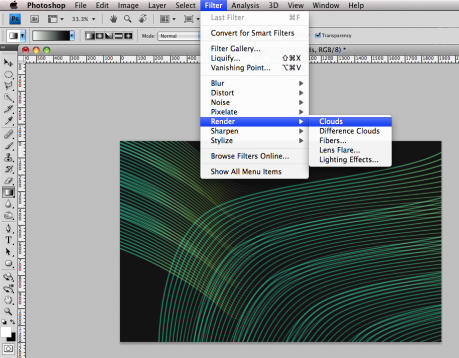 Photoshop File Edit Image Layer Select Filter Analysis 3D View Window
Ps 33.3%
Last Filter ⌘F
Convert for Smart Filters
Mode: Normal
Transparency
Filter Gallery...
Liquify... ⇧⌘X
Vanishing Point... ⌥⌘V
RGB/8) *
Blur
Distort
Noise
Pixelate
Render
Sharpen
Stylize
Clouds
Difference Clouds
Fibers...
Lens Flare...
Lighting Effects...
Browse Filters Online...
Show All Menu Items